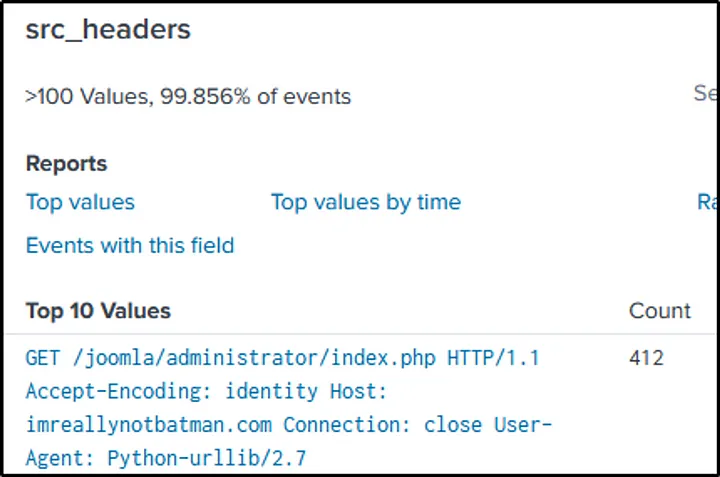 src_headers
>100 Values, 99.856% of events Se
Reports
Top values Top values by time Ra
Events with this field
Top 10 Values Count
GET /joomla/administrator/index.php HTTP/1.1 412
Accept-Encoding: identity Host:
imreallynotbatman.com Connection: close User-
Agent: Python-urllib/2.7